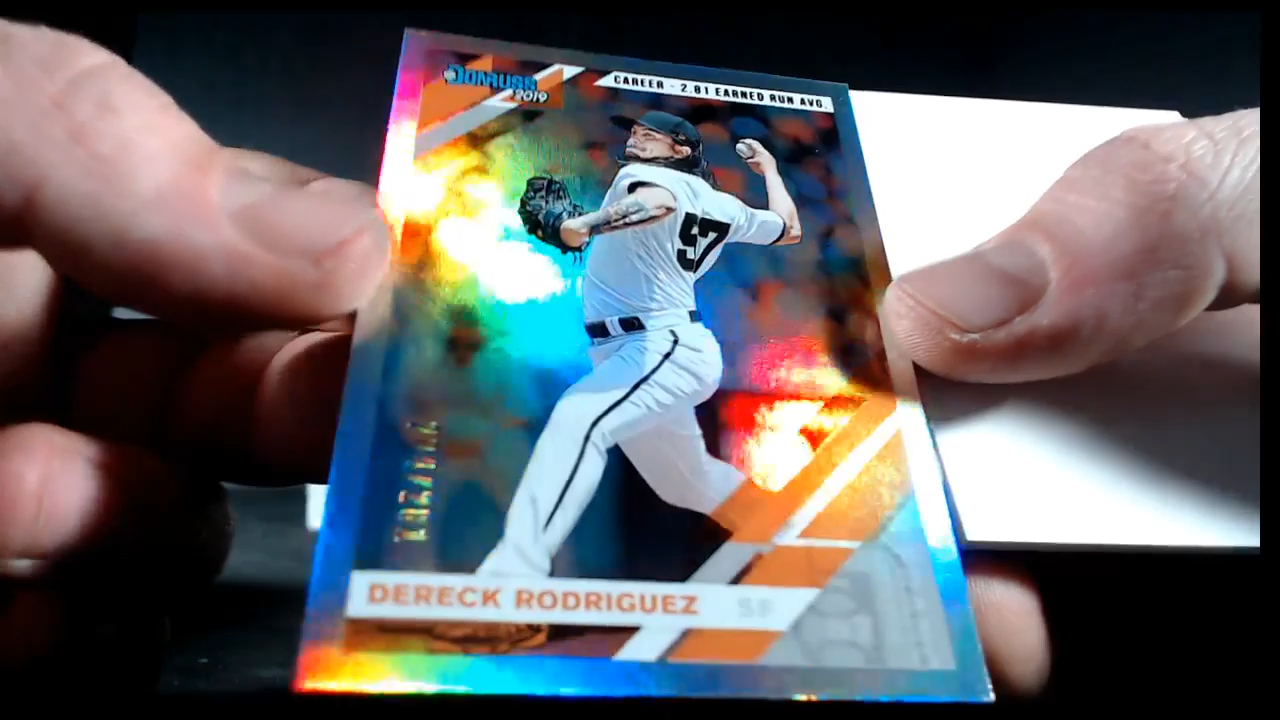 DONRUSS
2019
CAREER - 2.81 EARNED RUN AVG.
57
DERECK RODRIGUEZ SP